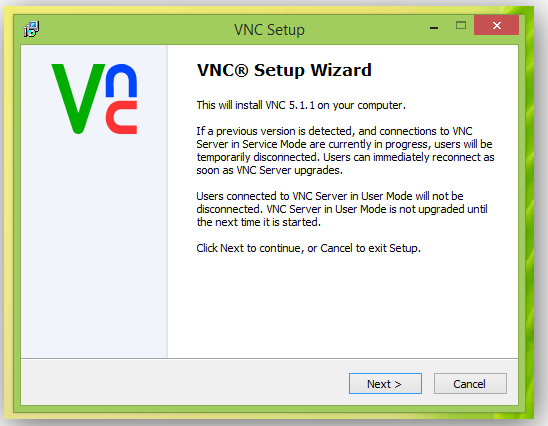 VNC Setup
Vnc
VNC® Setup Wizard
This will install VNC 5.1.1 on your computer.
If a previous version is detected, and connections to VNC
Server in Service Mode are currently in progress, users will be
temporarily disconnected. Users can immediately reconnect as
soon as VNC Server upgrades.
Users connected to VNC Server in User Mode will not be
disconnected. VNC Server in User Mode is not upgraded until
the next time it is started.
Click Next to continue, or Cancel to exit Setup.
Next >
Cancel